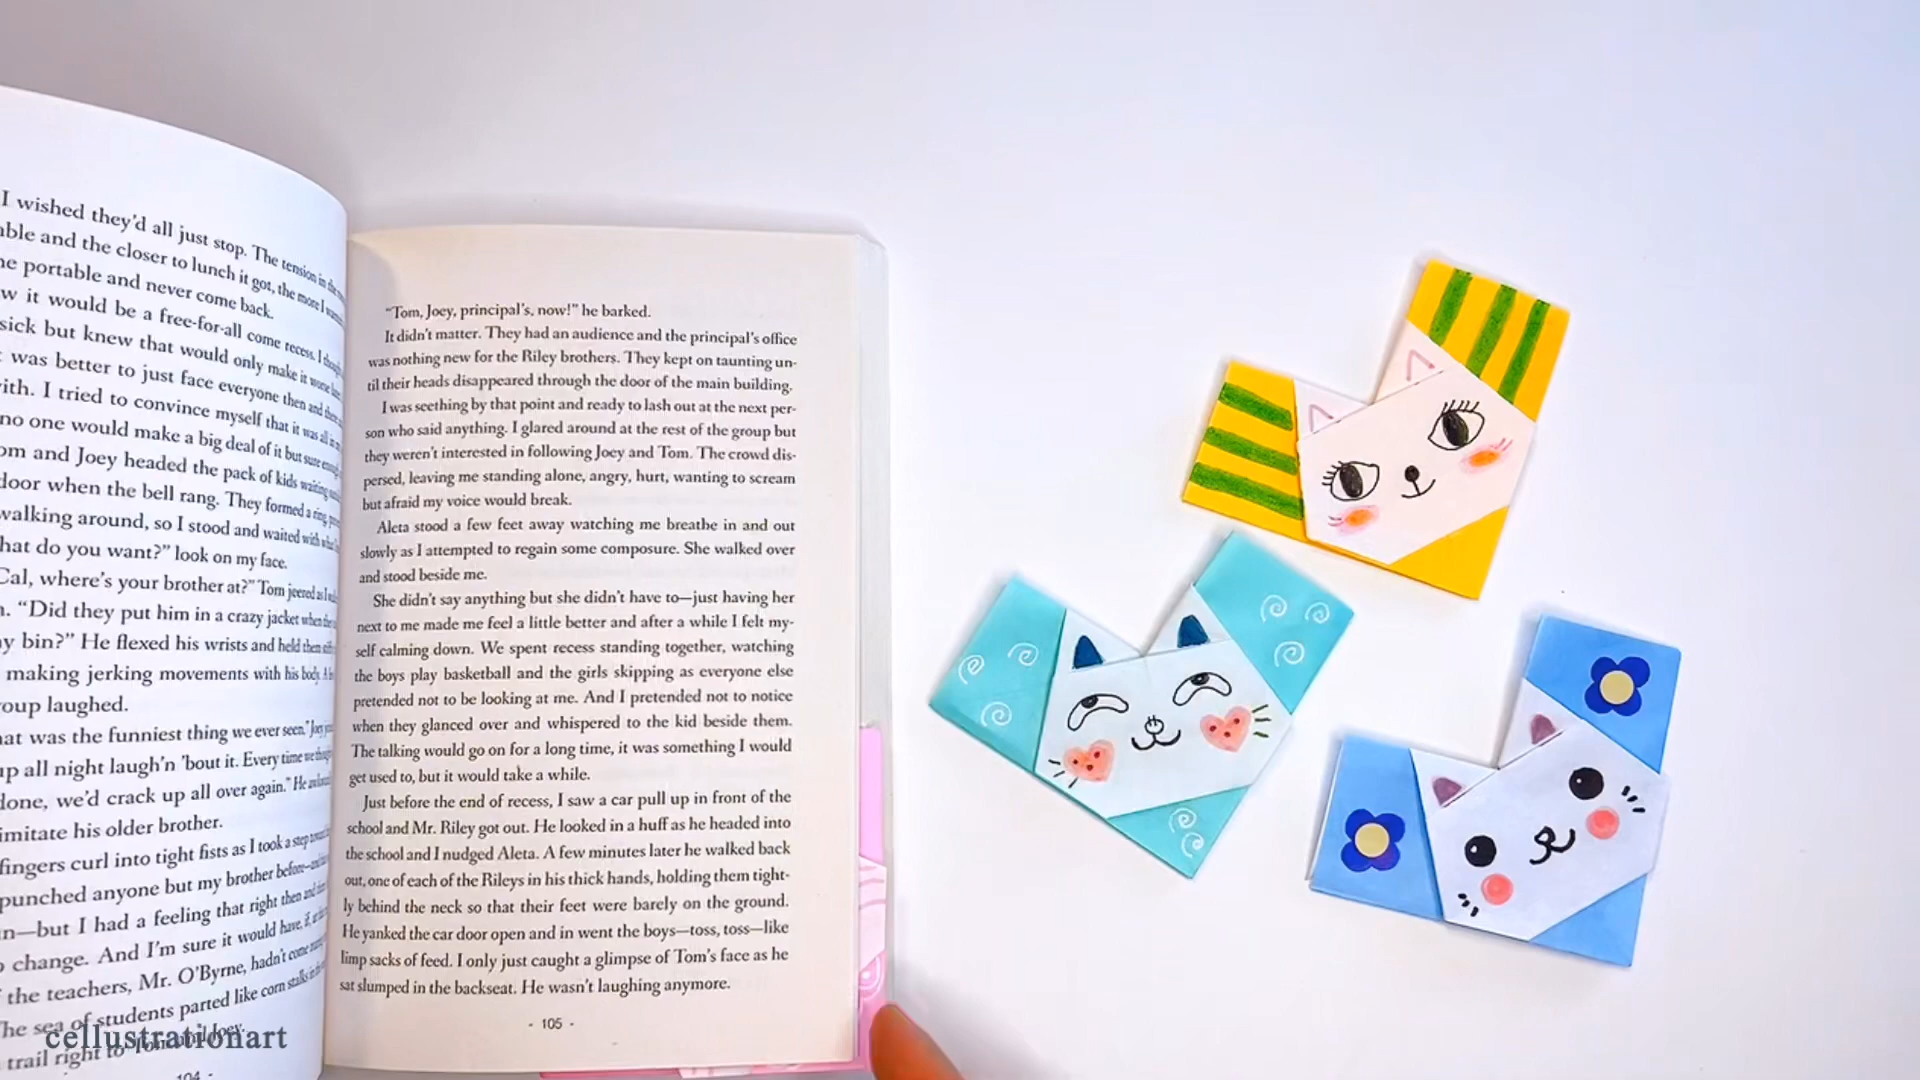 I wished they'd all just stop. The tension in the
and the closer to lunch it got, the more I
portable and never come back.
it would be a free-for-all come recess. I
sick but knew that would only make it worse
was better to just face everyone then and
I tried to convince myself that it was all
no one would make a big deal of it but sure
and Joey headed the pack of kids waiting
door when the bell rang. They formed a ring,
walking around, so I stood and waited with
hat do you want?" look on my face.
Cal, where's your brother at?" Tom jeered as I
"Did they put him in a crazy jacket when
bin?" He flexed his wrists and held them
making jerking movements with his body.
oup laughed.
was the funniest thing we ever seen," Joey
up all night laugh'n 'bout it. Every time we
done, we'd crack up all over again." He
imitate his older brother.
fingers curl into tight fists as I took a step
punched anyone but my brother before—
but I had a feeling that right then and
change. And I'm sure it would have, if,
the teachers, Mr. O'Byrne, hadn't come
sea of students parted like corn stalks in
trail right to Tom and Joey.
104 -
"Tom, Joey, principal's, now!" he barked.
It didn't matter. They had an audience and the principal's office
was nothing new for the Riley brothers. They kept on taunting un-
til their heads disappeared through the door of the main building.
I was seething by that point and ready to lash out at the next per-
son who said anything. I glared around at the rest of the group but
they weren't interested in following Joey and Tom. The crowd dis-
persed, leaving me standing alone, angry, hurt, wanting to scream
but afraid my voice would break.
Aleta stood a few feet away watching me breathe in and out
slowly as I attempted to regain some composure. She walked over
and stood beside me.
She didn't say anything but she didn't have to—just having her
next to me made me feel a little better and after a while I felt my-
self calming down. We spent recess standing together, watching
the boys play basketball and the girls skipping as everyone else
pretended not to be looking at me. And I pretended not to notice
when they glanced over and whispered to the kid beside them.
The talking would go on for a long time, it was something I would
get used to, but it would take a while.
Just before the end of recess, I saw a car pull up in front of the
school and Mr. Riley got out. He looked in a huff as he headed into
the school and I nudged Aleta. A few minutes later he walked back
out, one of each of the Rileys in his thick hands, holding them tight-
ly behind the neck so that their feet were barely on the ground.
He yanked the car door open and in went the boys—toss, toss—like
limp sacks of feed. I only just caught a glimpse of Tom's face as he
sat slumped in the backseat. He wasn't laughing anymore.
- 105 -
cellustrationart